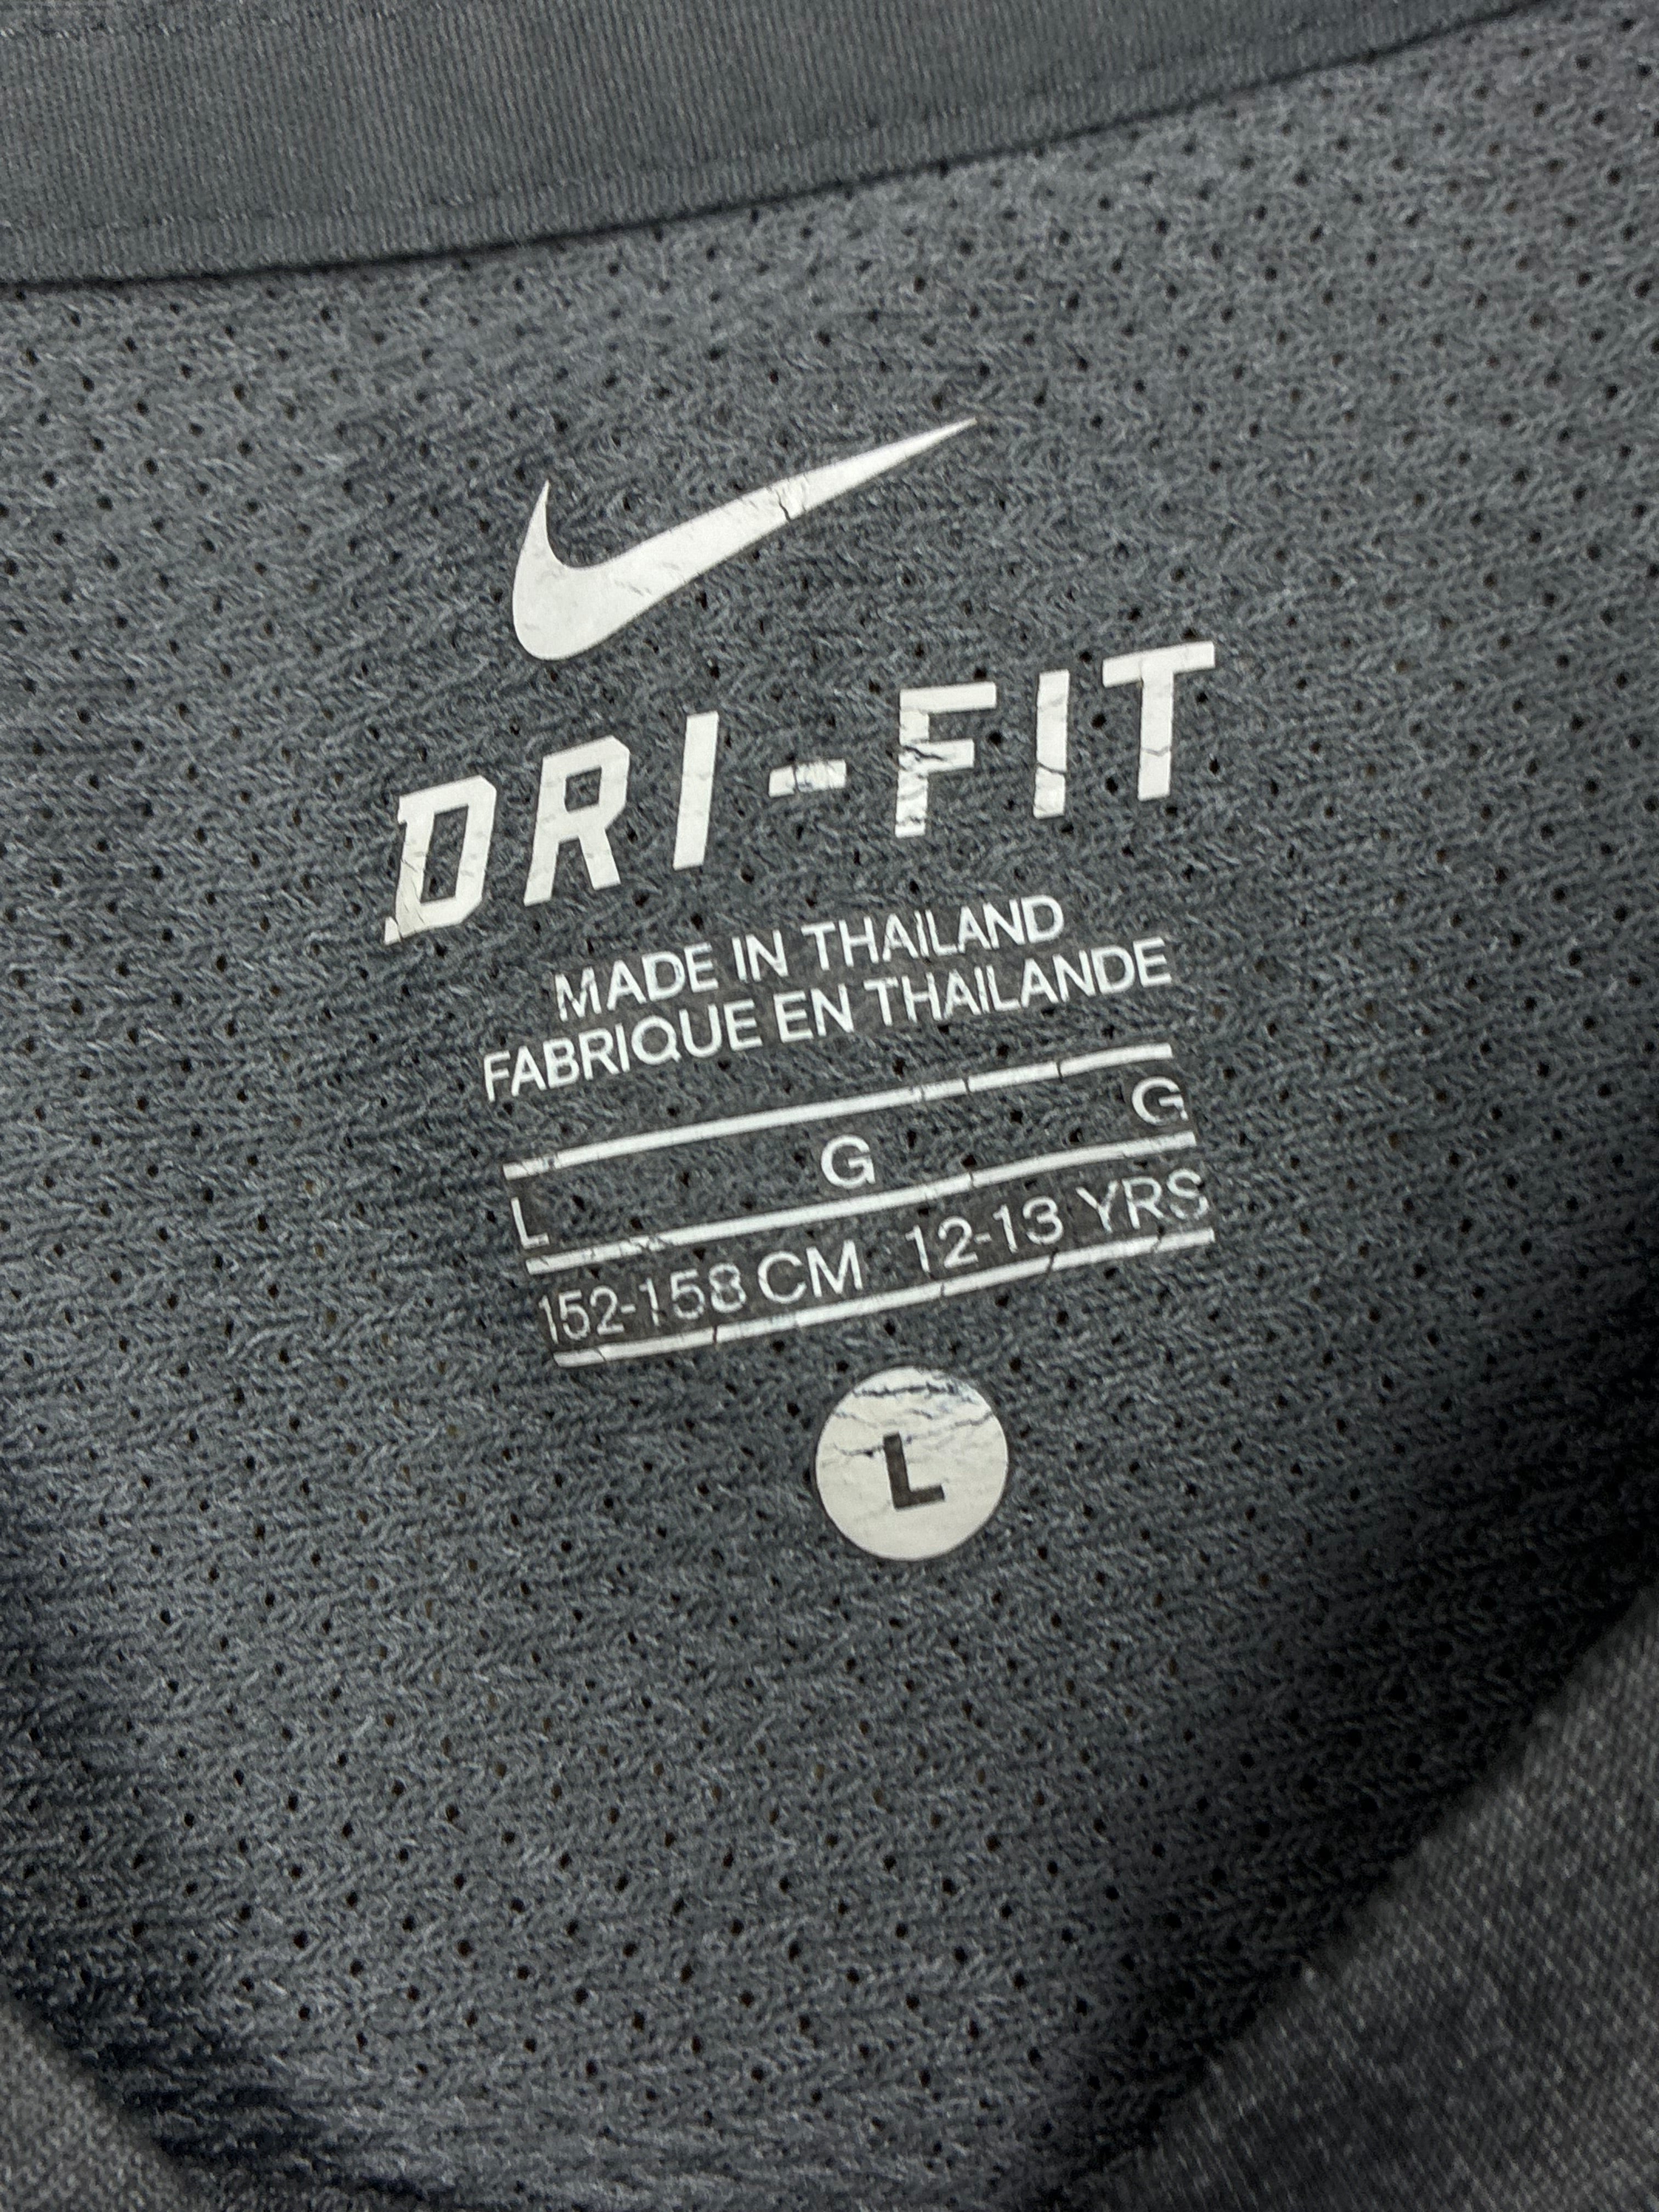 DRI-FIT
MADE IN THAILAND
FABRIQUE EN THAILANDE
L G G
152-158 CM 12-13 YRS
L